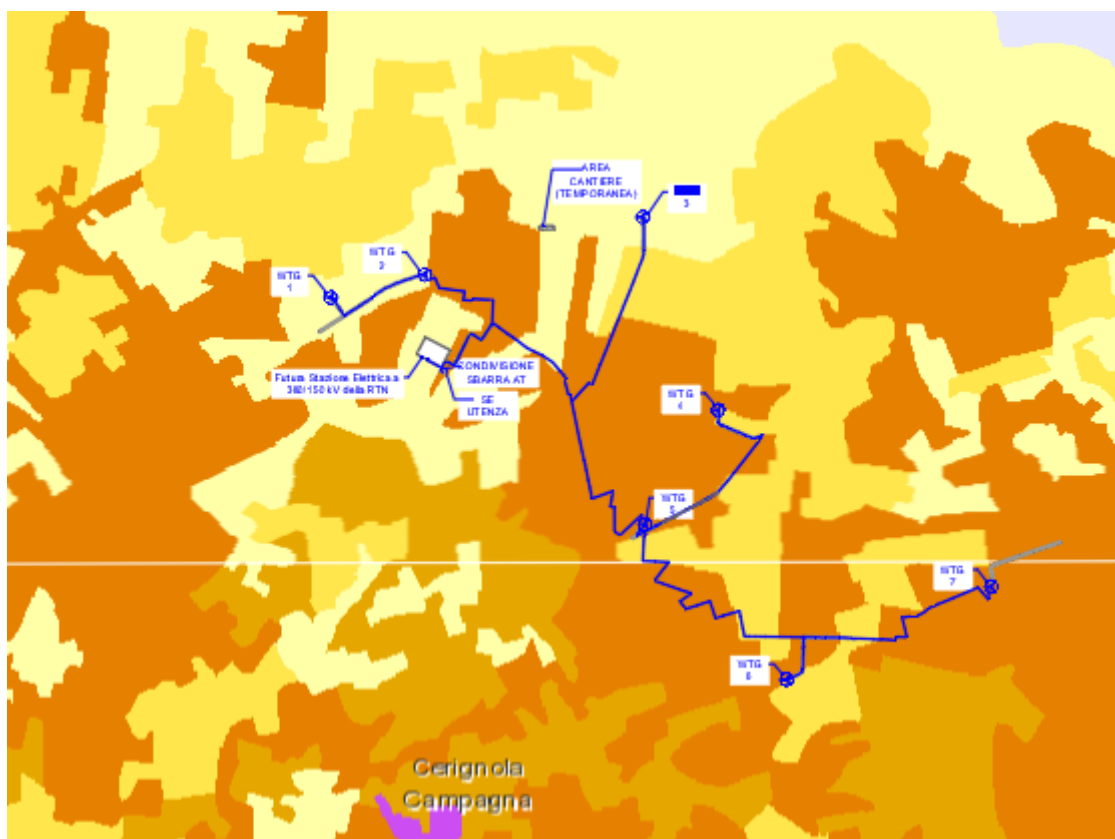 AREA
CANTIERE
(TEMPORANEA)
3
WTG
2
WTG
1
CONDIVISIONE
SBARRA AT
Futura Stazione Elettrica a
380/150 kV della RTN
SE
UTENZA
WTG
4
WTG
5
WTG
7
WTG
6
Cerignola
Campagna